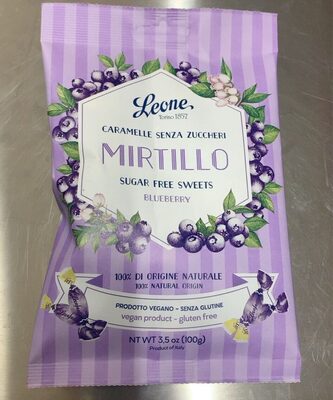 Leone
Torino 1857
CARAMELLE SENZA ZUCCHERI
MIRTILLO
SUGAR FREE SWEETS
BLUEBERRY
100% DI ORIGINE NATURALE
100% NATURAL ORIGIN
PRODOTTO VEGANO - SENZA GLUTINE
vegan product - gluten free
NT WT 3,5 oz (100g)
Product of Italy